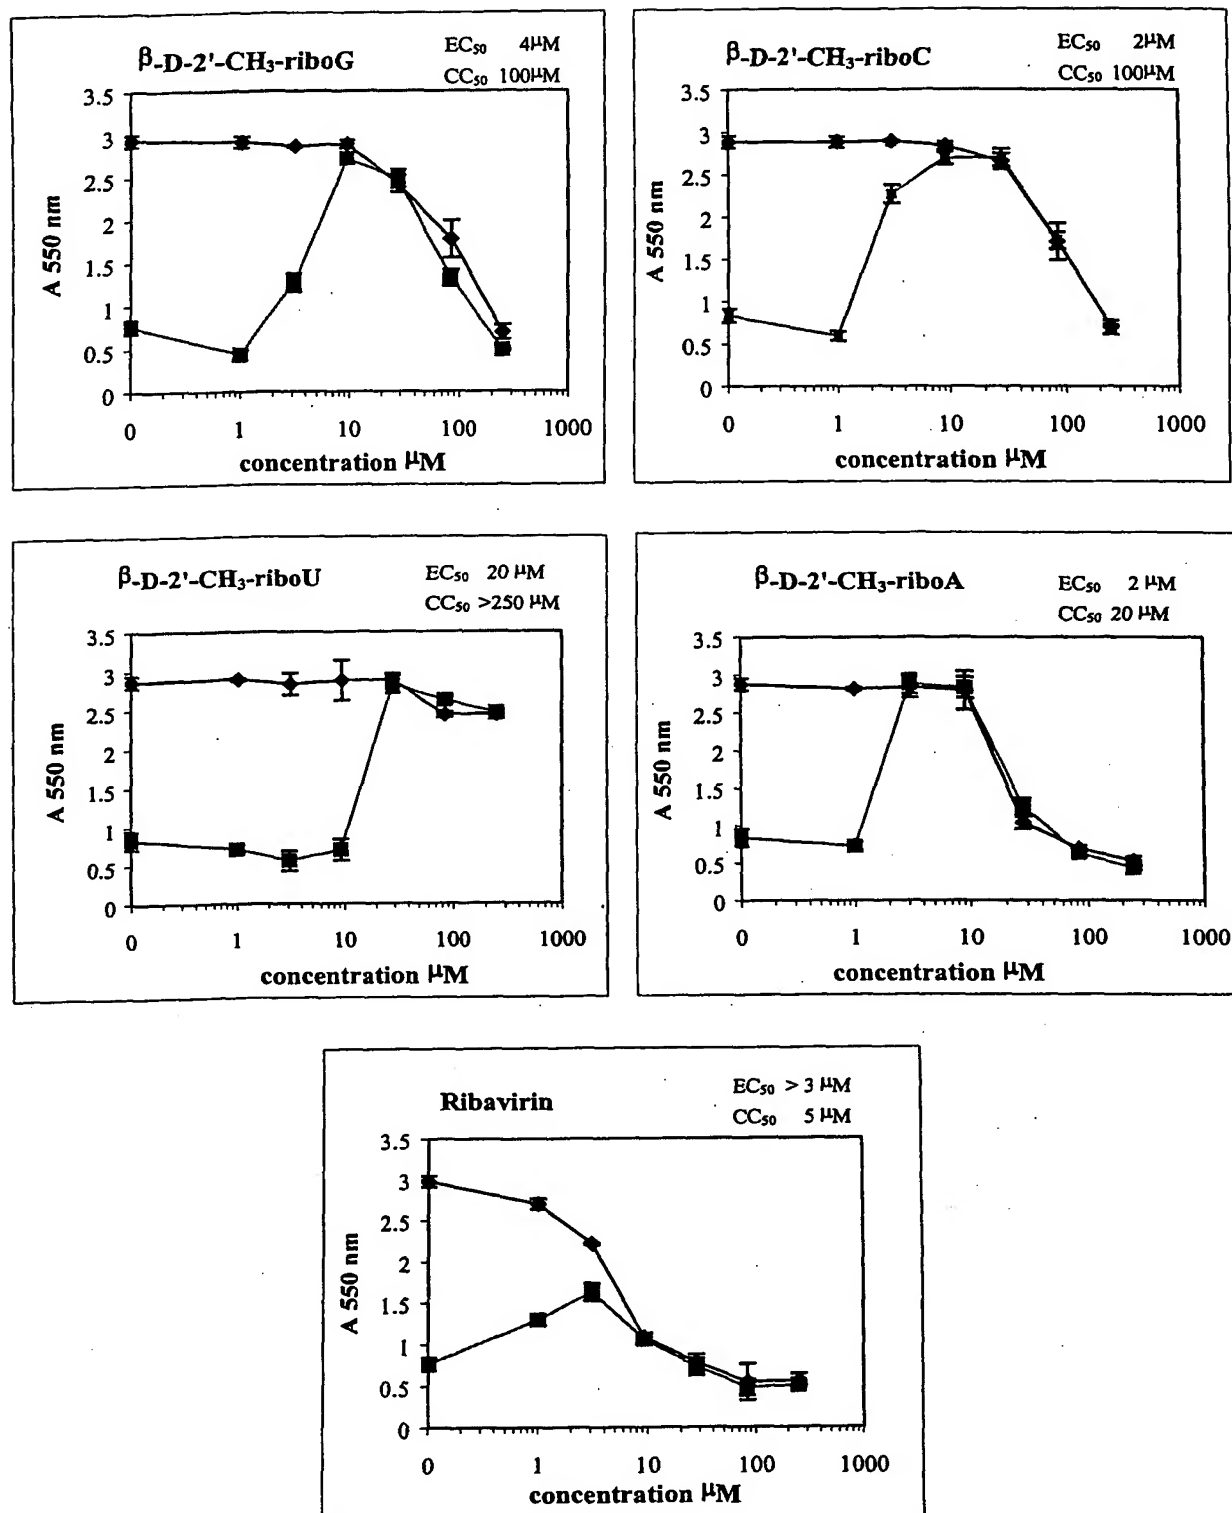 β-D-2'-CH₃-riboG
EC₅₀ 4μM
CC₅₀ 100μM
A 550 nm
3.5
3
2.5
2
1.5
1
0.5
0
0 1 10 100 1000
concentration μM
β-D-2'-CH₃-riboC
EC₅₀ 2μM
CC₅₀ 100μM
A 550 nm
3.5
3
2.5
2
1.5
1
0.5
0
0 1 10 100 1000
concentration μM
β-D-2'-CH₃-riboU
EC₅₀ 20 μM
CC₅₀ >250 μM
A 550 nm
3.5
3
2.5
2
1.5
1
0.5
0
0 1 10 100 1000
concentration μM
β-D-2'-CH₃-riboA
EC₅₀ 2 μM
CC₅₀ 20 μM
A 550 nm
3.5
3
2.5
2
1.5
1
0.5
0
0 1 10 100 1000
concentration μM
Ribavirin
EC₅₀ > 3 μM
CC₅₀ 5 μM
A 550 nm
3.5
3
2.5
2
1.5
1
0.5
0
0 1 10 100 1000
concentration μM